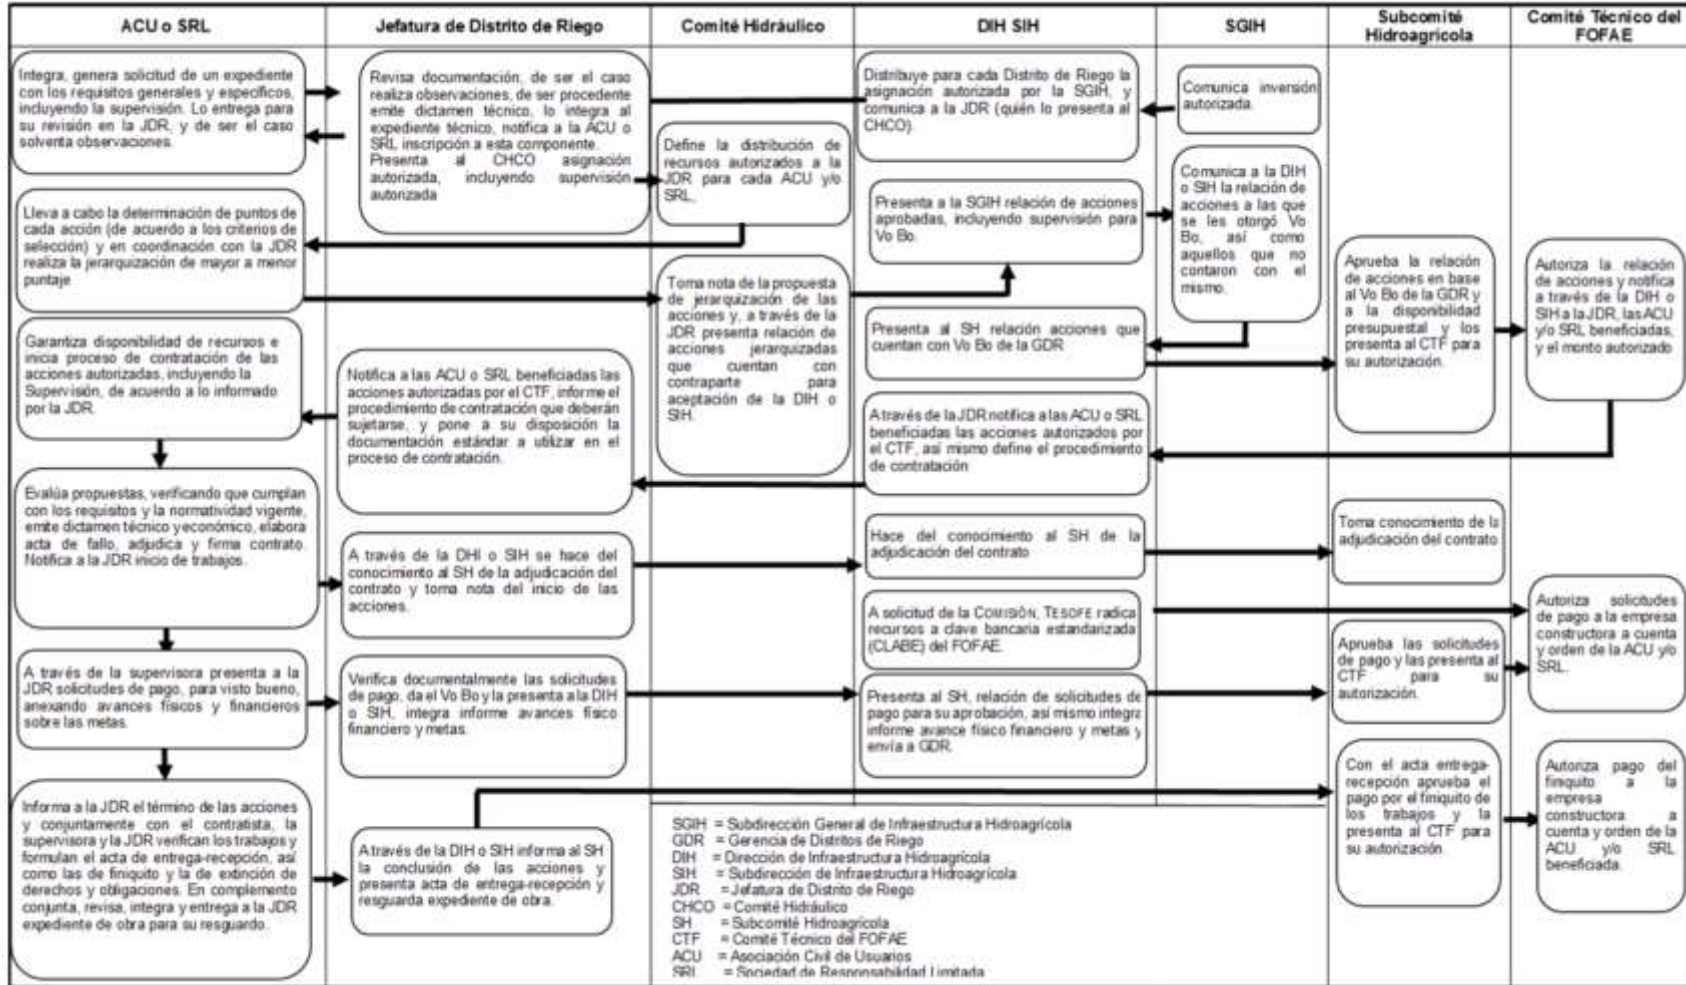 ACU o SRL
Jefatura de Distrito de Riego
Comité Hidráulico
DIH SIH
SGIH
Subcomité
Hidroagrícola
Comité Técnico del
FOFAE
Integra, genera solicitud de un expediente
con los requisitos generales y específicos,
incluyendo la supervisión. Lo entrega para
su revisión en la JDR, y de ser el caso
solventa observaciones.
Revisa documentación, de ser el caso
realiza observaciones, de ser procedente
emite dictamen técnico, lo integra al
expediente técnico, notifica a la ACU o
SRL inscripción a esta componente.
Presenta al CHCO asignación
autorizada, incluyendo supervisión
autorizada
Define la distribución de
recursos autorizados a la
JDR para cada ACU y/o
SRL.
Distribuye para cada Distrito de Riego la
asignación autorizada por la SGIH, y
comunica a la JDR (quién lo presenta al
CHCO).
Comunica inversión
autorizada.
Lleva a cabo la determinación de puntos de
cada acción (de acuerdo a los criterios de
selección) y en coordinación con la JDR
realiza la jerarquización de mayor a menor
puntaje
Toma nota de la propuesta
de jerarquización de las
acciones y, a través de la
JDR presenta relación de
acciones jerarquizadas
que cuentan con
contraparte para
aceptación de la DIH o
SIH.
Presenta a la SGIH relación de acciones
aprobadas, incluyendo supervisión para
Vo Bo.
Comunica a la DIH
o SIH la relación de
acciones a las que
se les otorgó Vo
Bo, así como
aquellos que no
contaron con el
mismo.
Presenta al SH relación acciones que
cuentan con Vo Bo de la GDR
Aprueba la relación
de acciones en base
al Vo Bo de la GDR y
a la disponibilidad
presupuestal y los
presenta al CTF para
su autorización.
Autoriza la relación
de acciones y notifica
a través de la DIH o
SIH a la JDR, las ACU
y/o SRL beneficiadas,
y el monto autorizado
Garantiza disponibilidad de recursos e
inicia proceso de contratación de las
acciones autorizadas, incluyendo la
Supervisión, de acuerdo a lo informado
por la JDR.
Notifica a las ACU o SRL beneficiadas las
acciones autorizadas por el CTF, informe el
procedimiento de contratación que deberán
sujetarse, y pone a su disposición la
documentación estándar a utilizar en el
proceso de contratación.
A través de la JDR notifica a las ACU o SRL
beneficiadas las acciones autorizados por
el CTF, así mismo define el procedimiento
de contratación
Evalúa propuestas, verificando que cumplan
con los requisitos y la normatividad vigente,
emite dictamen técnico y económico, elabora
acta de fallo, adjudica y firma contrato.
Notifica a la JDR inicio de trabajos.
A través de la DHI o SIH se hace del
conocimiento al SH de la adjudicación del
contrato y toma nota del inicio de las
acciones.
Hace del conocimiento al SH de la
adjudicación del contrato
Toma conocimiento de la
adjudicación del contrato
A solicitud de la COMISIÓN, TESOFE radica
recursos a clave bancaria estandarizada
(CLABE) del FOFAE.
Autoriza solicitudes
de pago a la empresa
constructora a cuenta
y orden de la ACU y/o
SRL.
A través de la supervisora presenta a la
JDR solicitudes de pago, para visto bueno,
anexando avances físicos y financieros
sobre las metas.
Verifica documentalmente las solicitudes
de pago, da el Vo Bo y la presenta a la DIH
o SIH, integra informe avances físico
financiero y metas.
Presenta al SH, relación de solicitudes de
pago para su aprobación, así mismo integra
informe avance físico financiero y metas y
envía a GDR.
Aprueba las solicitudes
de pago y las presenta al
CTF para su
autorización.
Informa a la JDR el término de las acciones
y conjuntamente con el contratista, la
supervisora y la JDR verifican los trabajos y
formulan el acta de entrega-recepción, así
como las de finiquito y la de extinción de
derechos y obligaciones. En complemento
conjunta, revisa, integra y entrega a la JDR
expediente de obra para su resguardo.
A través de la DIH o SIH informa al SH
la conclusión de las acciones y
presenta acta de entrega-recepción y
resguarda expediente de obra.
Con el acta entrega-
recepción aprueba el
pago por el finiquito de
los trabajos y la
presenta al CTF para
su autorización.
Autoriza pago del
finiquito a la
empresa
constructora a
cuenta y orden de la
ACU y/o SRL
beneficiada.
SGIH = Subdirección General de Infraestructura Hidroagrícola
GDR = Gerencia de Distritos de Riego
DIH = Dirección de Infraestructura Hidroagrícola
SIH = Subdirección de Infraestructura Hidroagrícola
JDR = Jefatura de Distrito de Riego
CHCO = Comité Hidráulico
SH = Subcomité Hidroagrícola
CTF = Comité Técnico del FOFAE
ACU = Asociación Civil de Usuarios
SRL = Sociedad de Responsabilidad Limitada